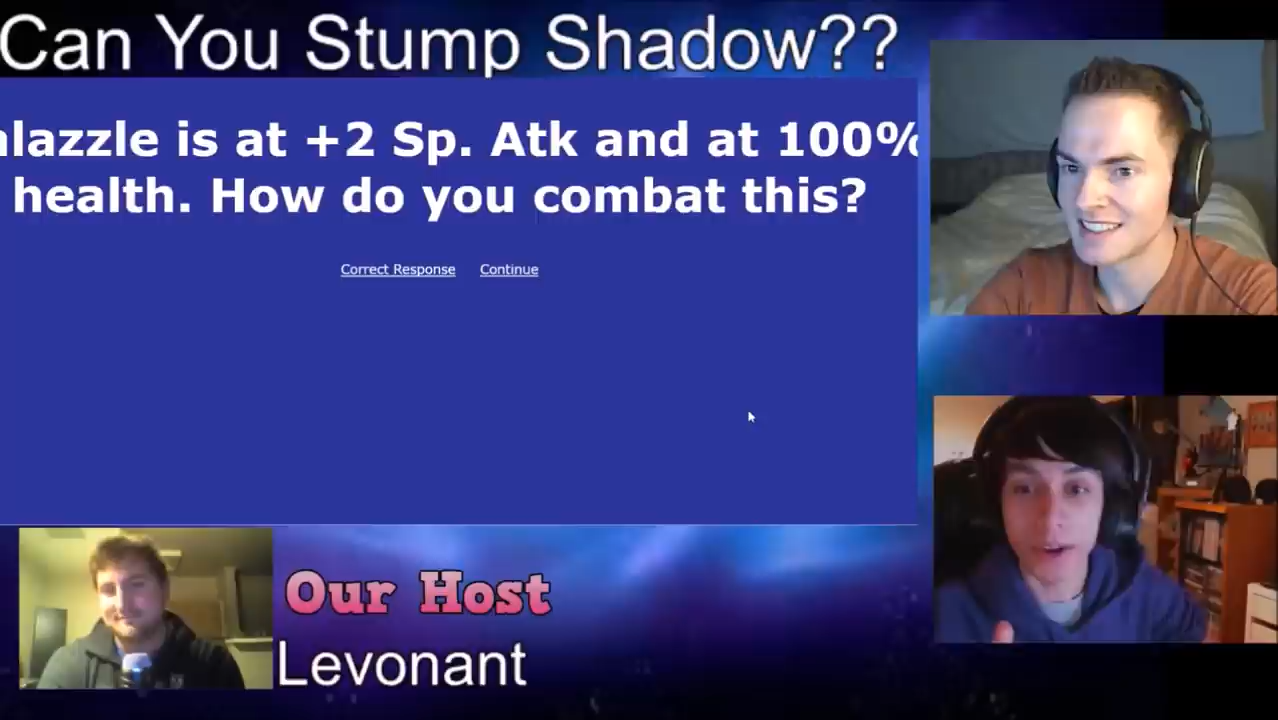 Can You Stump Shadow??
alazzle is at +2 Sp. Atk and at 100%
health. How do you combat this?
Correct Response Continue
Our Host
Levonant